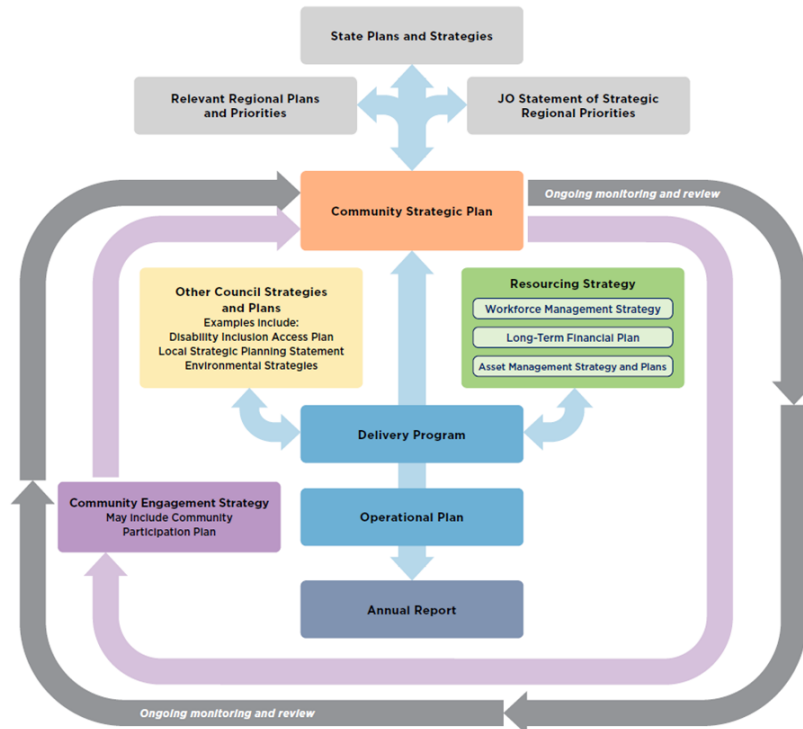 State Plans and Strategies
Relevant Regional Plans
and Priorities
JO Statement of Strategic
Regional Priorities
Community Strategic Plan
Ongoing monitoring and review
Other Council Strategies
and Plans
Examples include:
Disability Inclusion Access Plan
Local Strategic Planning Statement
Environmental Strategies
Resourcing Strategy
Workforce Management Strategy
Long-Term Financial Plan
Asset Management Strategy and Plans
Delivery Program
Community Engagement Strategy
May include Community
Participation Plan
Operational Plan
Annual Report
Ongoing monitoring and review